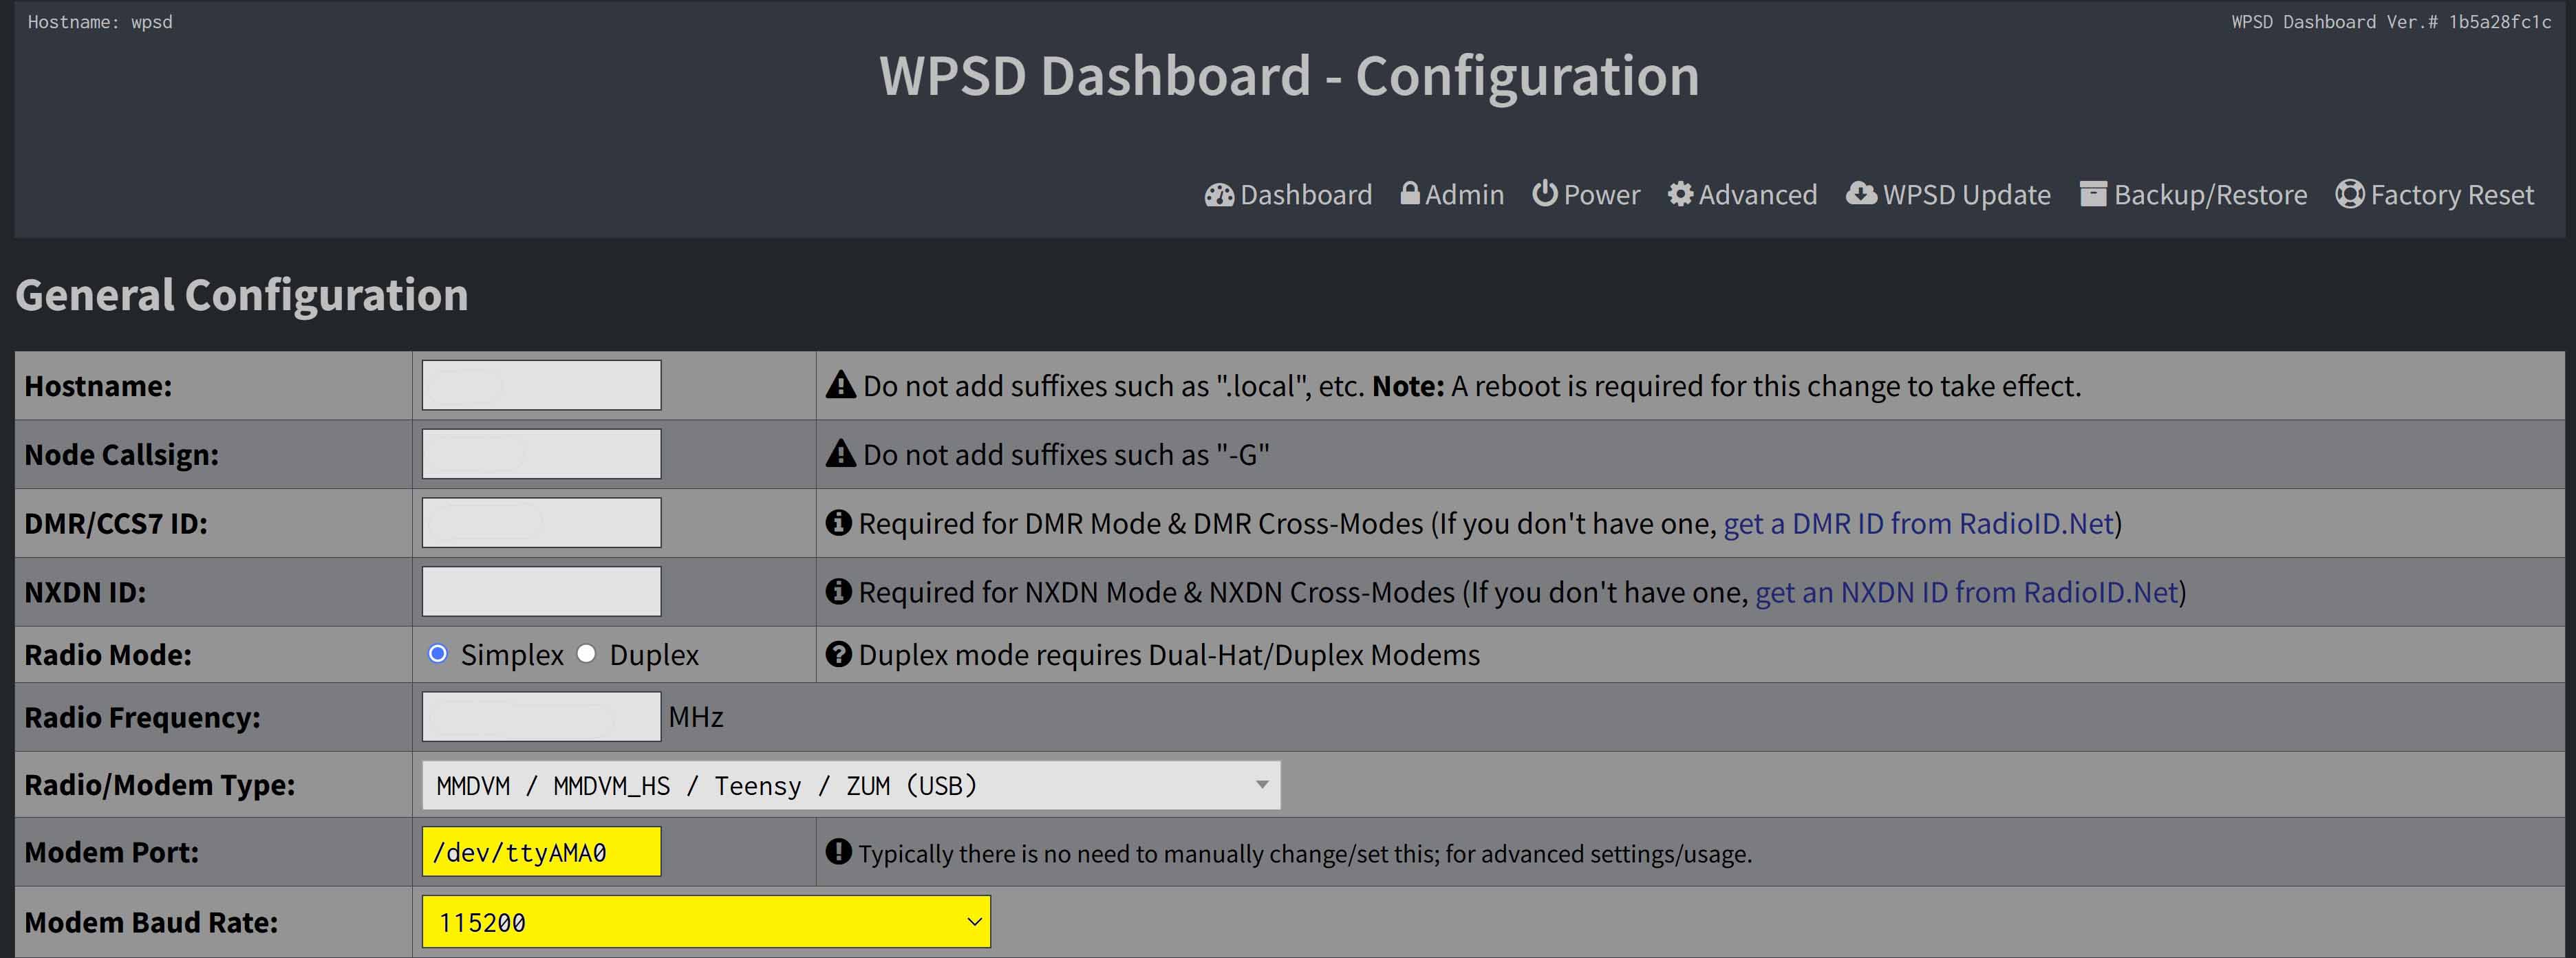 Hostname: wpsd
WPSD Dashboard Ver.# 1b5a28fc1c
WPSD Dashboard - Configuration
Dashboard Admin Power Advanced WPSD Update Backup/Restore Factory Reset
General Configuration
Hostname: Do not add suffixes such as ".local", etc. Note: A reboot is required for this change to take effect.
Node Callsign: Do not add suffixes such as "-G"
DMR/CCS7 ID: Required for DMR Mode & DMR Cross-Modes (If you don't have one, get a DMR ID from RadioID.Net)
NXDN ID: Required for NXDN Mode & NXDN Cross-Modes (If you don't have one, get an NXDN ID from RadioID.Net)
Radio Mode: Simplex Duplex Duplex mode requires Dual-Hat/Duplex Modems
Radio Frequency: MHz
Radio/Modem Type: MMDVM / MMDVM_HS / Teensy / ZUM (USB)
Modem Port: /dev/ttyAMA0 Typically there is no need to manually change/set this; for advanced settings/usage.
Modem Baud Rate: 115200